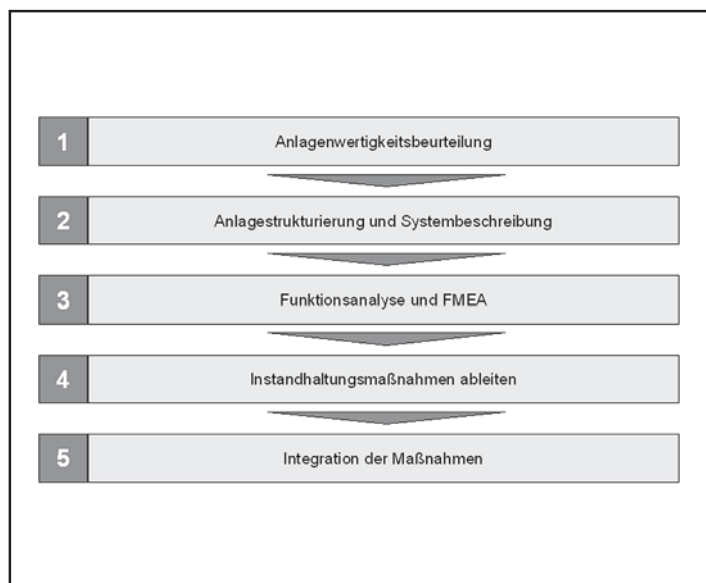 1 Anlagenwertigkeitsbeurteilung
2 Anlagestrukturierung und Systembeschreibung
3 Funktionsanalyse und FMEA
4 Instandhaltungsmaßnahmen ableiten
5 Integration der Maßnahmen